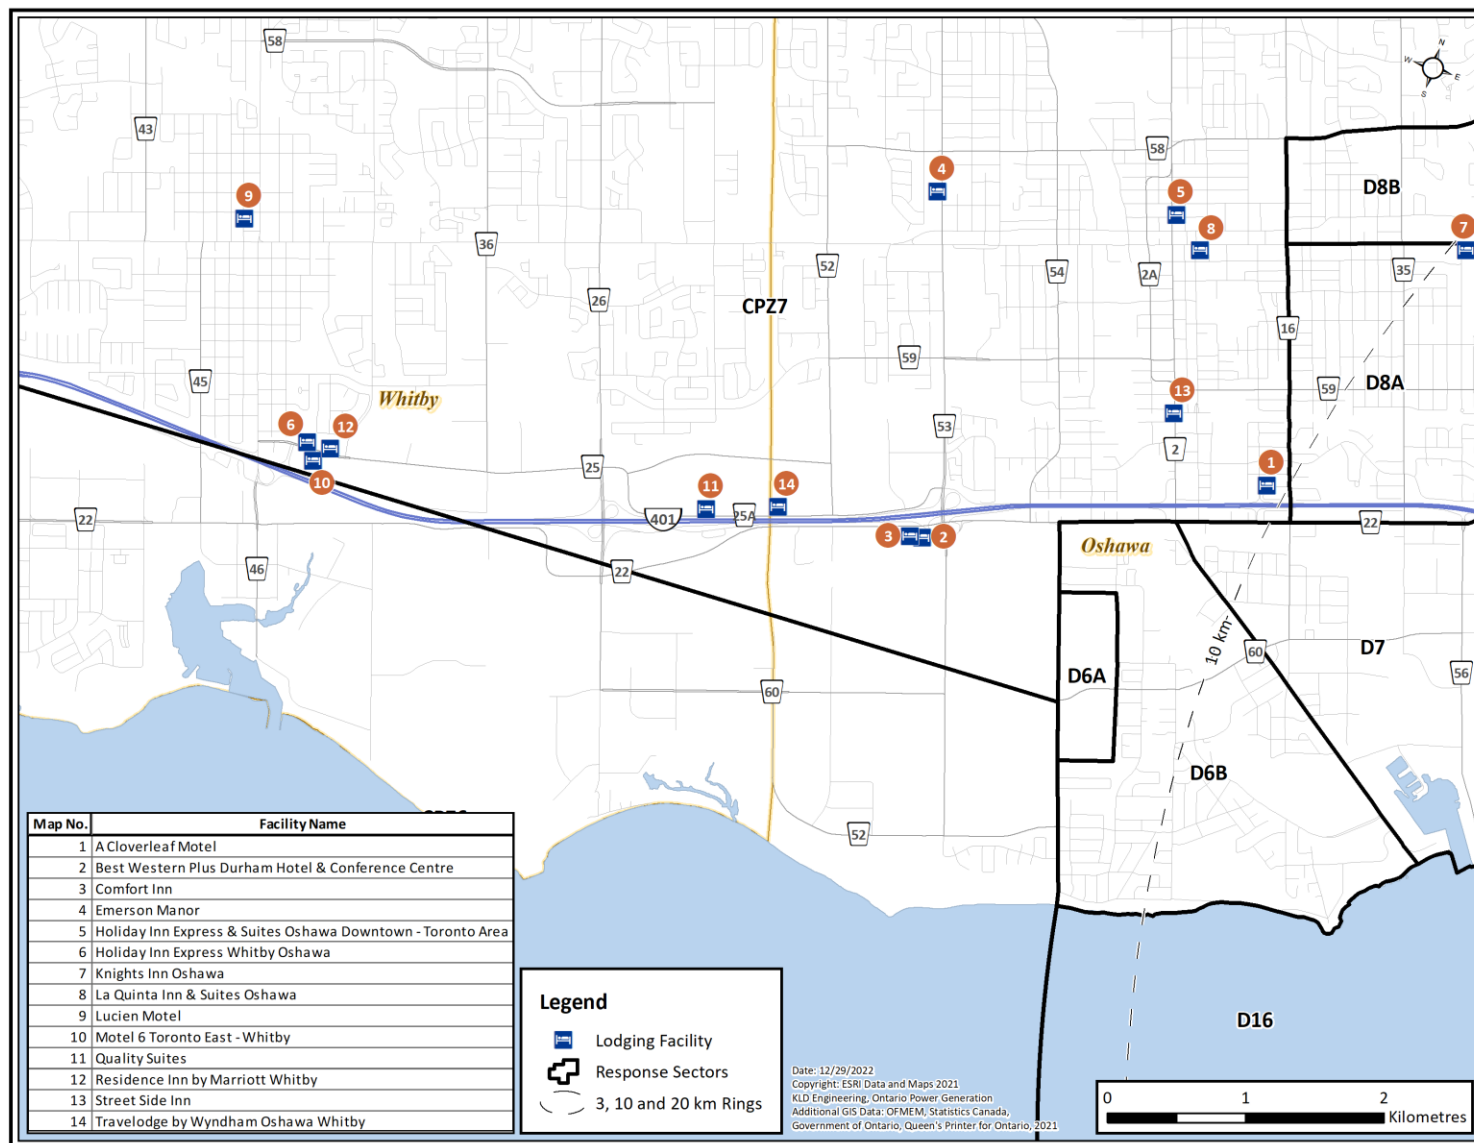 58
N
W
E
S
43
58
4
D8B
9
5
8
7
36
52
54
2A
35
26
CPZ7
16
59
13
59
D8A
45
Whitby
6
12
53
2
25
1
10
11
14
22
401
25A
22
3
2
Oshawa
46
22
10 km
60
D7
D6A
56
60
D6B
52
Map No. Facility Name
1 A Cloverleaf Motel
2 Best Western Plus Durham Hotel & Conference Centre
3 Comfort Inn
4 Emerson Manor
5 Holiday Inn Express & Suites Oshawa Downtown - Toronto Area
6 Holiday Inn Express Whitby Oshawa
7 Knights Inn Oshawa
8 La Quinta Inn & Suites Oshawa
9 Lucien Motel
10 Motel 6 Toronto East - Whitby
11 Quality Suites
12 Residence Inn by Marriott Whitby
13 Street Side Inn
14 Travelodge by Wyndham Oshawa Whitby
Legend
Lodging Facility
Response Sectors
3, 10 and 20 km Rings
Date: 12/29/2022
Copyright: ESRI Data and Maps 2021
KLD Engineering, Ontario Power Generation
Additional GIS Data: OFMEM, Statistics Canada,
Government of Ontario, Queen's Printer for Ontario, 2021
D16
0 1 2
Kilometres